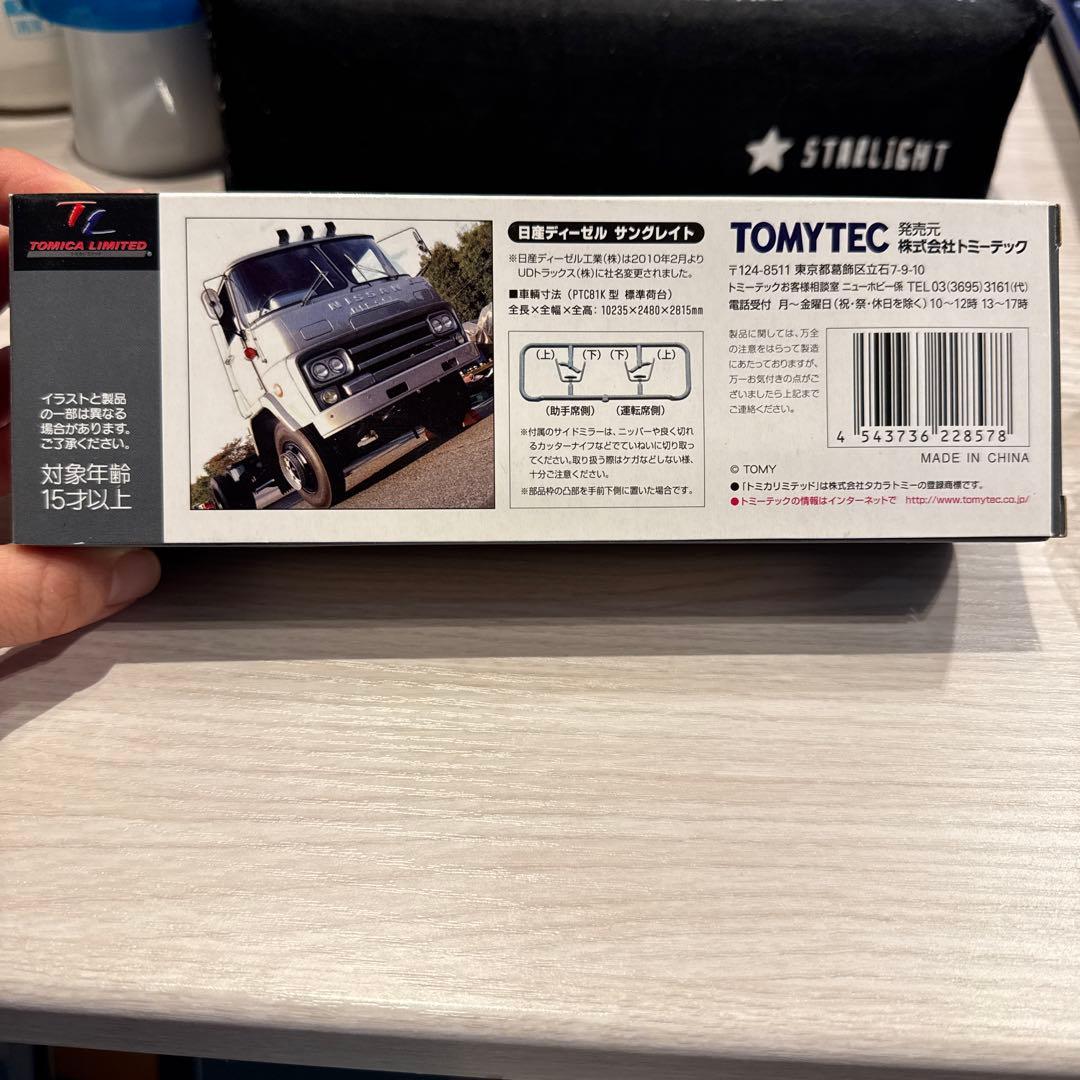 STARLIGHT
TL
TOMICA LIMITED
イラストと製品
の一部は異なる
場合があります。
ご了承ください。
対象年齢
15才以上
NISSAN
DIESEL
日産ディーゼル サングレイト
※日産ディーゼル工業(株)は2010年2月より
UDトラックス(株)に社名変更されました。
■車輌寸法(PTC81K型 標準荷台)
全長×全幅×全高:10235×2480×2815mm
(上) (下) (下) (上)
(助手席側) (運転席側)
※付属のサイドミラーは、ニッパーや良く切れ
るカッターナイフなどでていねいに切り取っ
てください。取り扱う際はケガなどしない様、
十分ご注意ください。
※部品枠の凸部を手前下側に置いた場合です。
TOMYTEC 発売元
株式会社トミーテック
〒124-8511 東京都葛飾区立石7-9-10
トミーテックお客様相談室 ニューホビー係 TEL 03(3695)3161(代)
電話受付 月〜金曜日(祝・祭・休日を除く)10〜12時 13〜17時
製品に関しては、万全
の注意をはらって製造
にあたっておりますが、
万一お気付きの点がご
ざいましたら上記まで
ご連絡ください。
4 543736 228578
MADE IN CHINA
© TOMY
●「トミカリミテッド」は株式会社タカラトミーの登録商標です。
●トミーテックの情報はインターネットで http://www.tomytec.co.jp/